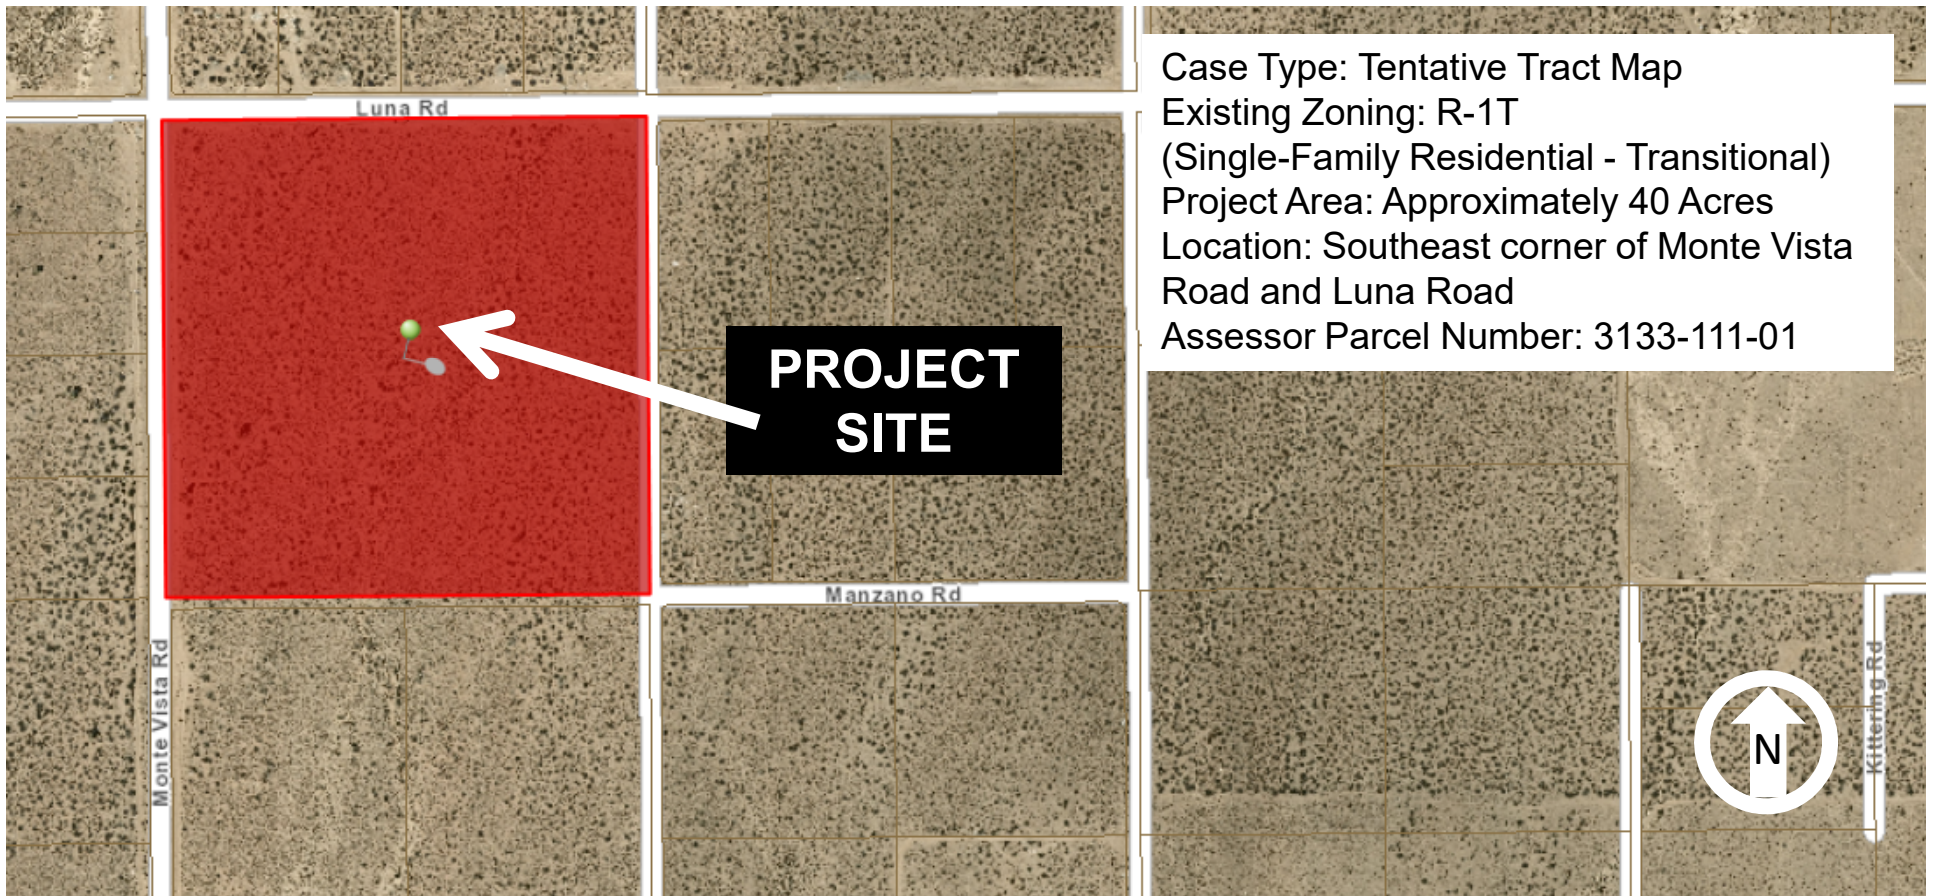 Luna Rd
Case Type: Tentative Tract Map
Existing Zoning: R-1T
(Single-Family Residential - Transitional)
Project Area: Approximately 40 Acres
Location: Southeast corner of Monte Vista
Road and Luna Road
Assessor Parcel Number: 3133-111-01
PROJECT
SITE
Manzano Rd
Monte Vista Rd
Kittering Rd
N